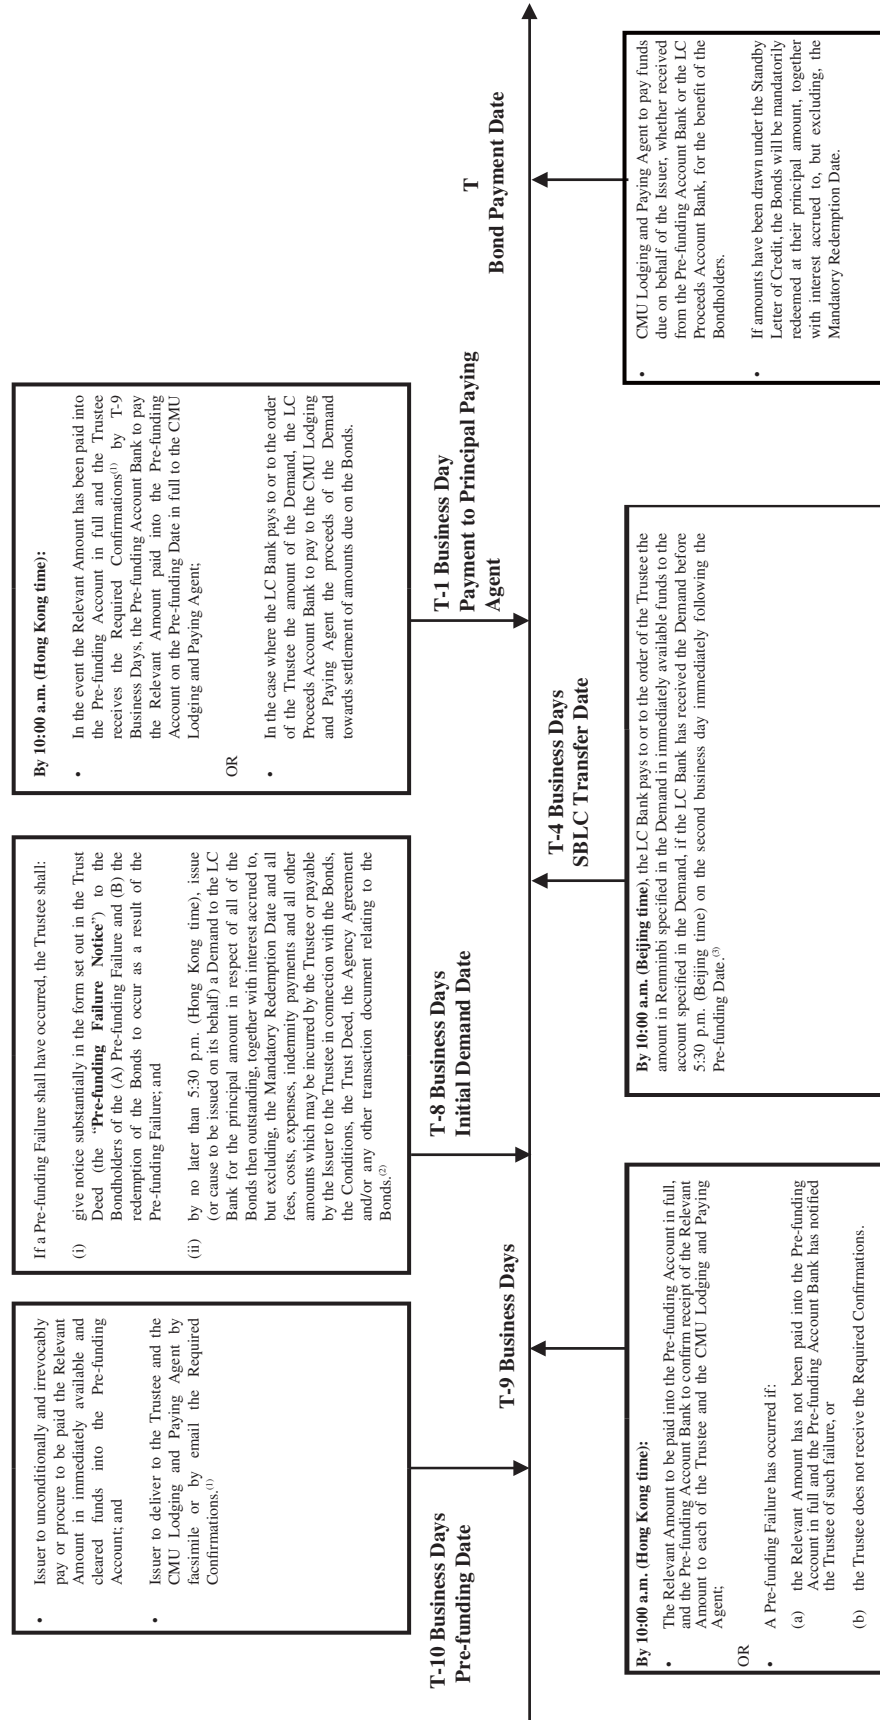 • Issuer to unconditionally and irrevocably
pay or procure to be paid the Relevant
Amount in immediately available and
cleared funds into the Pre-funding
Account; and
• Issuer to deliver to the Trustee and the
CMU Lodging and Paying Agent by
facsimile or by email the Required
Confirmations.(1)
T-10 Business Days
Pre-funding Date
By 10:00 a.m. (Hong Kong time):
• The Relevant Amount to be paid into the Pre-funding Account in full,
and the Pre-funding Account Bank to confirm receipt of the Relevant
Amount to each of the Trustee and the CMU Lodging and Paying
Agent;
OR
• A Pre-funding Failure has occurred if:
(a) the Relevant Amount has not been paid into the Pre-funding
Account in full and the Pre-funding Account Bank has notified
the Trustee of such failure, or
(b) the Trustee does not receive the Required Confirmations.
T-9 Business Days
If a Pre-funding Failure shall have occurred, the Trustee shall:
(i) give notice substantially in the form set out in the Trust
Deed (the “Pre-funding Failure Notice”) to the
Bondholders of the (A) Pre-funding Failure and (B) the
redemption of the Bonds to occur as a result of the
Pre-funding Failure; and
(ii) by no later than 5:30 p.m. (Hong Kong time), issue
(or cause to be issued on its behalf) a Demand to the LC
Bank for the principal amount in respect of all of the
Bonds then outstanding, together with interest accrued to,
but excluding, the Mandatory Redemption Date and all
fees, costs, expenses, indemnity payments and all other
amounts which may be incurred by the Trustee or payable
by the Issuer to the Trustee in connection with the Bonds,
the Conditions, the Trust Deed, the Agency Agreement
and/or any other transaction document relating to the
Bonds.(2)
T-8 Business Days
Initial Demand Date
By 10:00 a.m. (Beijing time), the LC Bank pays to or to the order of the Trustee the
amount in Renminbi specified in the Demand in immediately available funds to the
account specified in the Demand, if the LC Bank has received the Demand before
5:30 p.m. (Beijing time) on the second business day immediately following the
Pre-funding Date.(3)
T-4 Business Days
SBLC Transfer Date
By 10:00 a.m. (Hong Kong time):
• In the event the Relevant Amount has been paid into
the Pre-funding Account in full and the Trustee
receives the Required Confirmations(1) by T-9
Business Days, the Pre-funding Account Bank to pay
the Relevant Amount paid into the Pre-funding
Account on the Pre-funding Date in full to the CMU
Lodging and Paying Agent;
OR
• In the case where the LC Bank pays to or to the order
of the Trustee the amount of the Demand, the LC
Proceeds Account Bank to pay to the CMU Lodging
and Paying Agent the proceeds of the Demand
towards settlement of amounts due on the Bonds.
T-1 Business Day
Payment to Principal Paying
Agent
T
Bond Payment Date
• CMU Lodging and Paying Agent to pay funds
due on behalf of the Issuer, whether received
from the Pre-funding Account Bank or the LC
Proceeds Account Bank, for the benefit of the
Bondholders.
• If amounts have been drawn under the Standby
Letter of Credit, the Bonds will be mandatorily
redeemed at their principal amount, together
with interest accrued to, but excluding, the
Mandatory Redemption Date.